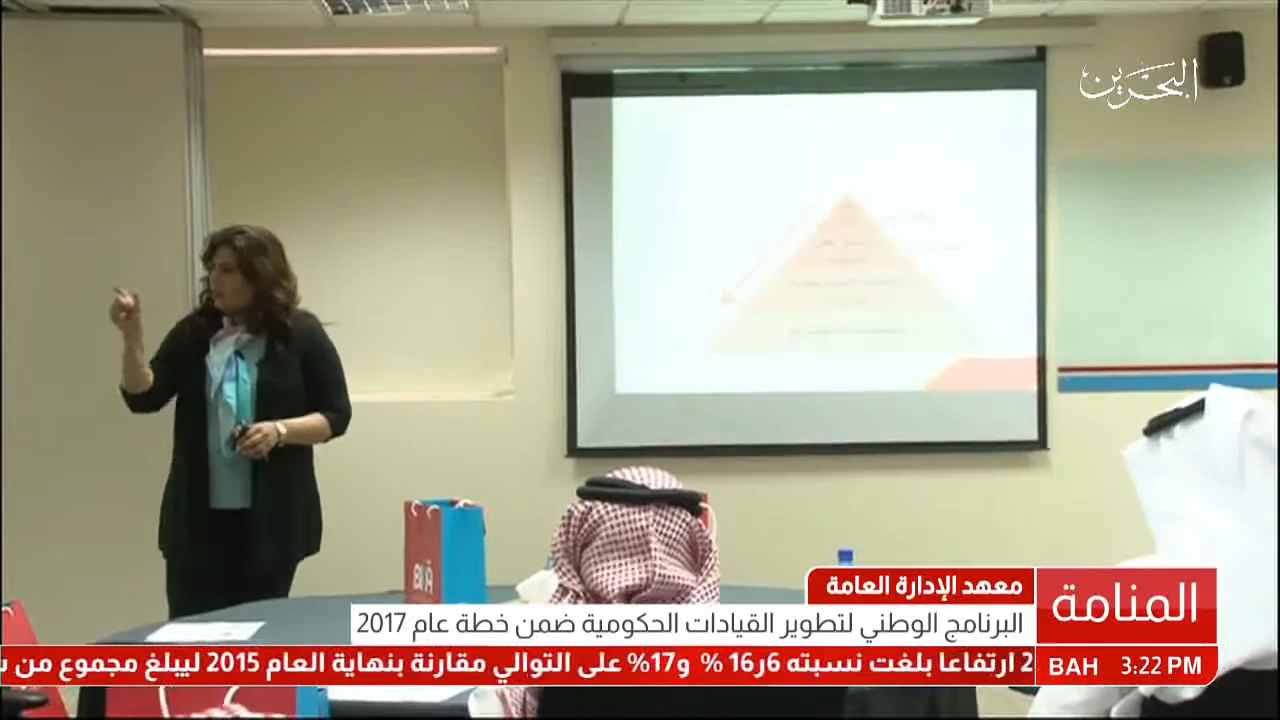 البحرين
BIPA
معهد الإدارة العامة
المنامة
البرنامج الوطني لتطوير القيادات الحكومية ضمن خطة عام 2017
2 ارتفاعا بلغت نسبته 6ر16 % و17% على التوالي مقارنة بنهاية العام 2015 ليبلغ مجموع من
BAH 3:22 PM